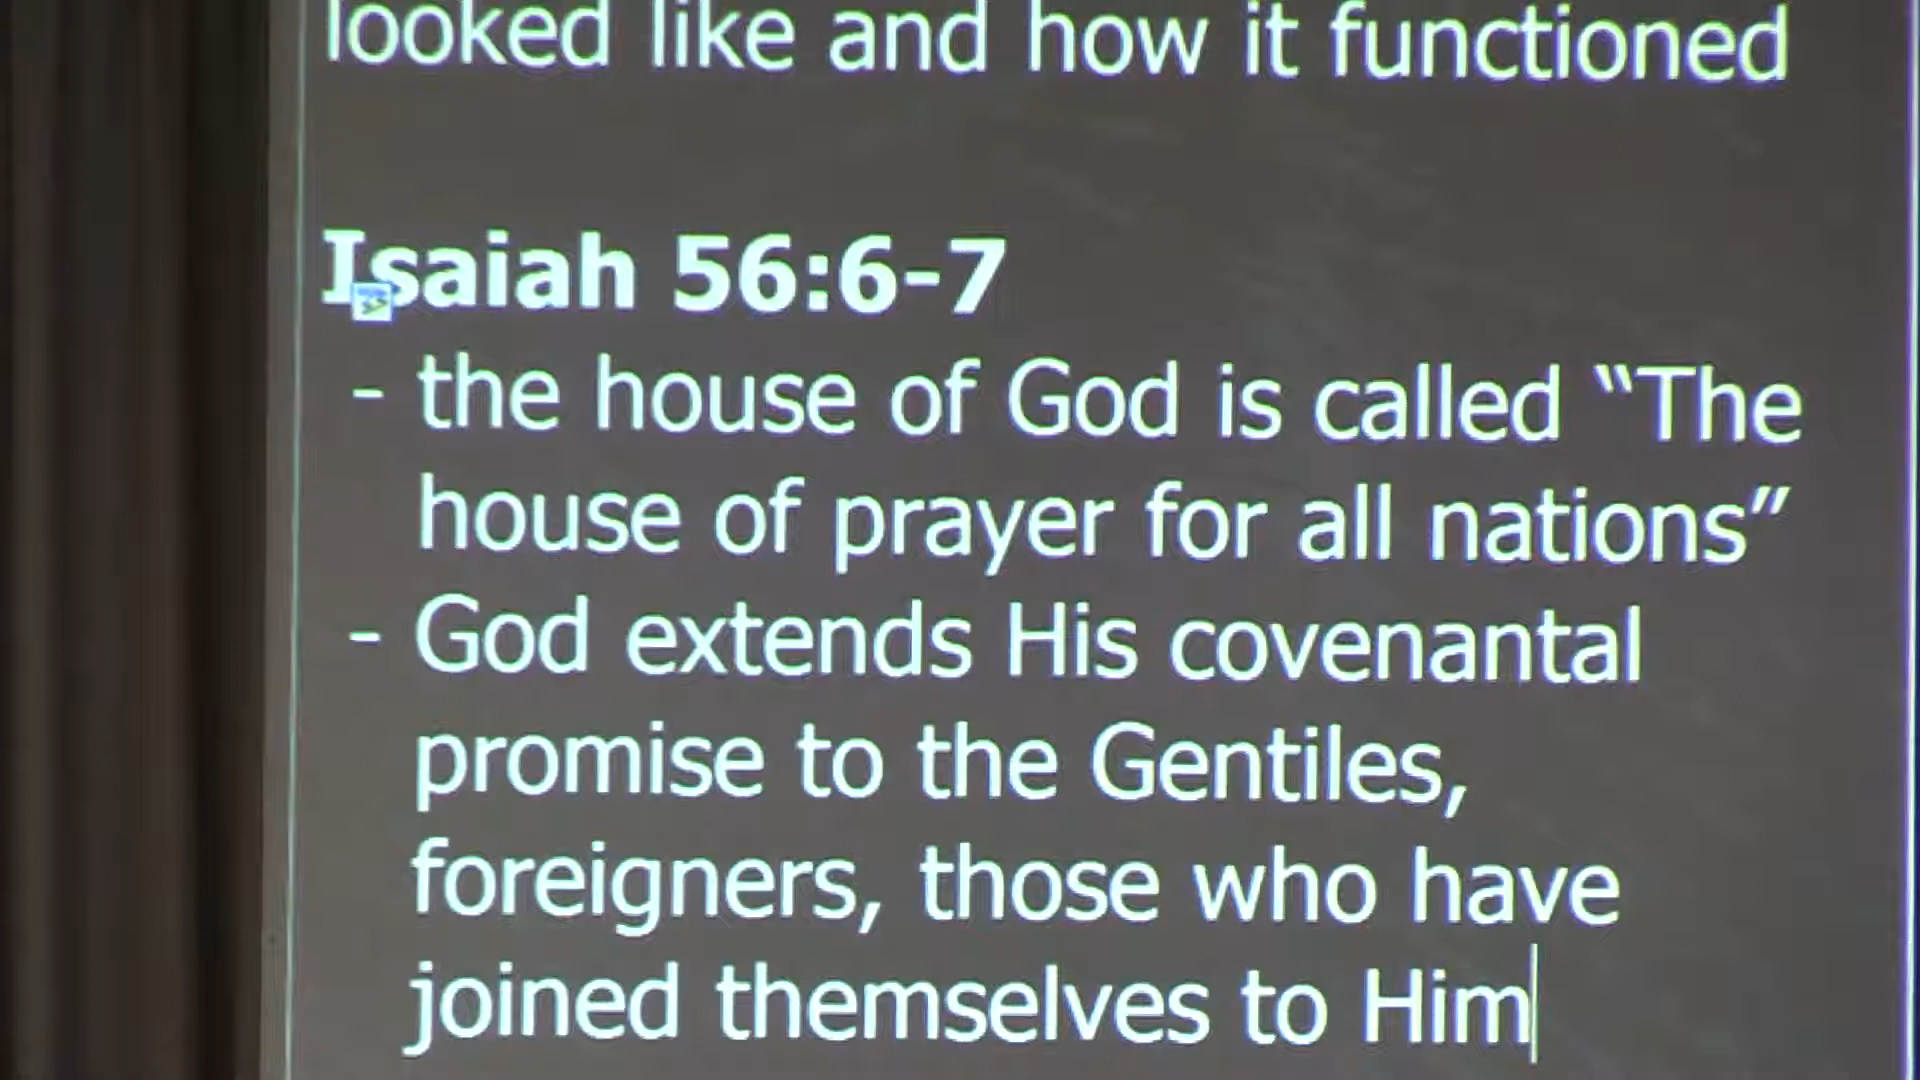 looked like and how it functioned
Isaiah 56:6-7
- the house of God is called “The
house of prayer for all nations”
- God extends His covenantal
promise to the Gentiles,
foreigners, those who have
joined themselves to Him